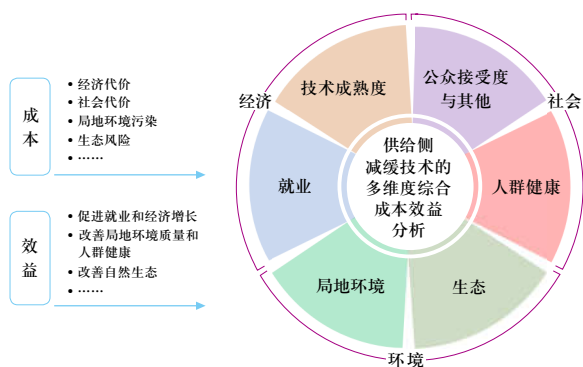 成
本
• 经济代价
• 社会代价
• 局地环境污染
• 生态风险
• ……
效
益
• 促进就业和经济增长
• 改善局地环境质量和
人群健康
• 改善自然生态
• ……
经济
社会
环境
技术成熟度
公众接受度
与其他
就业
人群健康
局地环境
生态
供给侧
减缓技术的
多维度综合
成本效益
分析